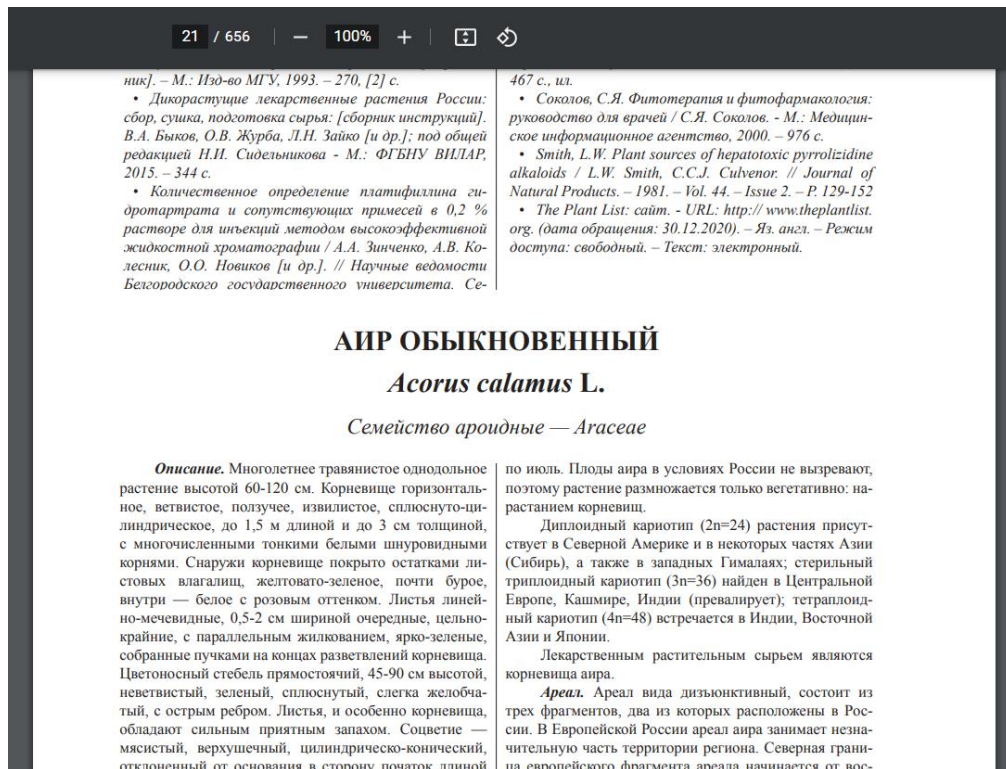 21 / 656
100%
ник]. – М.: Изд-во МГУ, 1993. – 270, [2] с.
• Дикорастущие лекарственные растения России:
сбор, сушка, подготовка сырья: [сборник инструкций].
В.А. Быков, О.В. Журба, Л.Н. Зайко [и др.]; под общей
редакцией Н.И. Сидельникова - М.: ФГБНУ ВИЛАР,
2015. – 344 с.
• Количественное определение платифиллина ги-
дротартрата и сопутствующих примесей в 0,2 %
растворе для инъекций методом высокоэффективной
жидкостной хроматографии / А.А. Зинченко, А.В. Ко-
лесник, О.О. Новиков [и др.]. // Научные ведомости
Белгородского государственного университета. Се-
467 с., ил.
• Соколов, С.Я. Фитотерапия и фитофармакология:
руководство для врачей / С.Я. Соколов. - М.: Медицин-
ское информационное агентство, 2000. – 976 с.
• Smith, L.W. Plant sources of hepatotoxic pyrrolizidine
alkaloids / L.W. Smith, C.C.J. Culvenor. // Journal of
Natural Products. – 1981. – Vol. 44. – Issue 2. – P. 129-152
• The Plant List: сайт. - URL: http:// www.theplantlist.
org. (дата обращения: 30.12.2020). – Яз. англ. – Режим
доступа: свободный. – Текст: электронный.
АИР ОБЫКНОВЕННЫЙ
Acorus calamus L.
Семейство ароидные — Araceae
Описание. Многолетнее травянистое однодольное
растение высотой 60-120 см. Корневище горизонталь-
ное, ветвистое, ползучее, извилистое, сплюснуто-ци-
линдрическое, до 1,5 м длиной и до 3 см толщиной,
с многочисленными тонкими белыми шнуровидными
корнями. Снаружи корневище покрыто остатками ли-
стовых влагалищ, желтовато-зеленое, почти бурое,
внутри — белое с розовым оттенком. Листья линей-
но-мечевидные, 0,5-2 см шириной очередные, цельно-
крайние, с параллельным жилкованием, ярко-зеленые,
собранные пучками на концах разветвлений корневища.
Цветоносный стебель прямостоячий, 45-90 см высотой,
неветвистый, зеленый, сплюснутый, слегка желобча-
тый, с острым ребром. Листья, и особенно корневища,
обладают сильным приятным запахом. Соцветие —
мясистый, верхушечный, цилиндрическо-конический,
отклоненный от основания в сторону початок длиной
по июль. Плоды аира в условиях России не вызревают,
поэтому растение размножается только вегетативно: на-
растанием корневищ.
Диплоидный кариотип (2n=24) растения присут-
ствует в Северной Америке и в некоторых частях Азии
(Сибирь), а также в западных Гималаях; стерильный
триплоидный кариотип (3n=36) найден в Центральной
Европе, Кашмире, Индии (превалирует); тетраплоид-
ный кариотип (4n=48) встречается в Индии, Восточной
Азии и Японии.
Лекарственным растительным сырьем являются
корневища аира.
Ареал. Ареал вида дизъюнктивный, состоит из
трех фрагментов, два из которых расположены в Рос-
сии. В Европейской России ареал аира занимает незна-
чительную часть территории региона. Северная грани-
ца европейского фрагмента ареала начинается от вос-